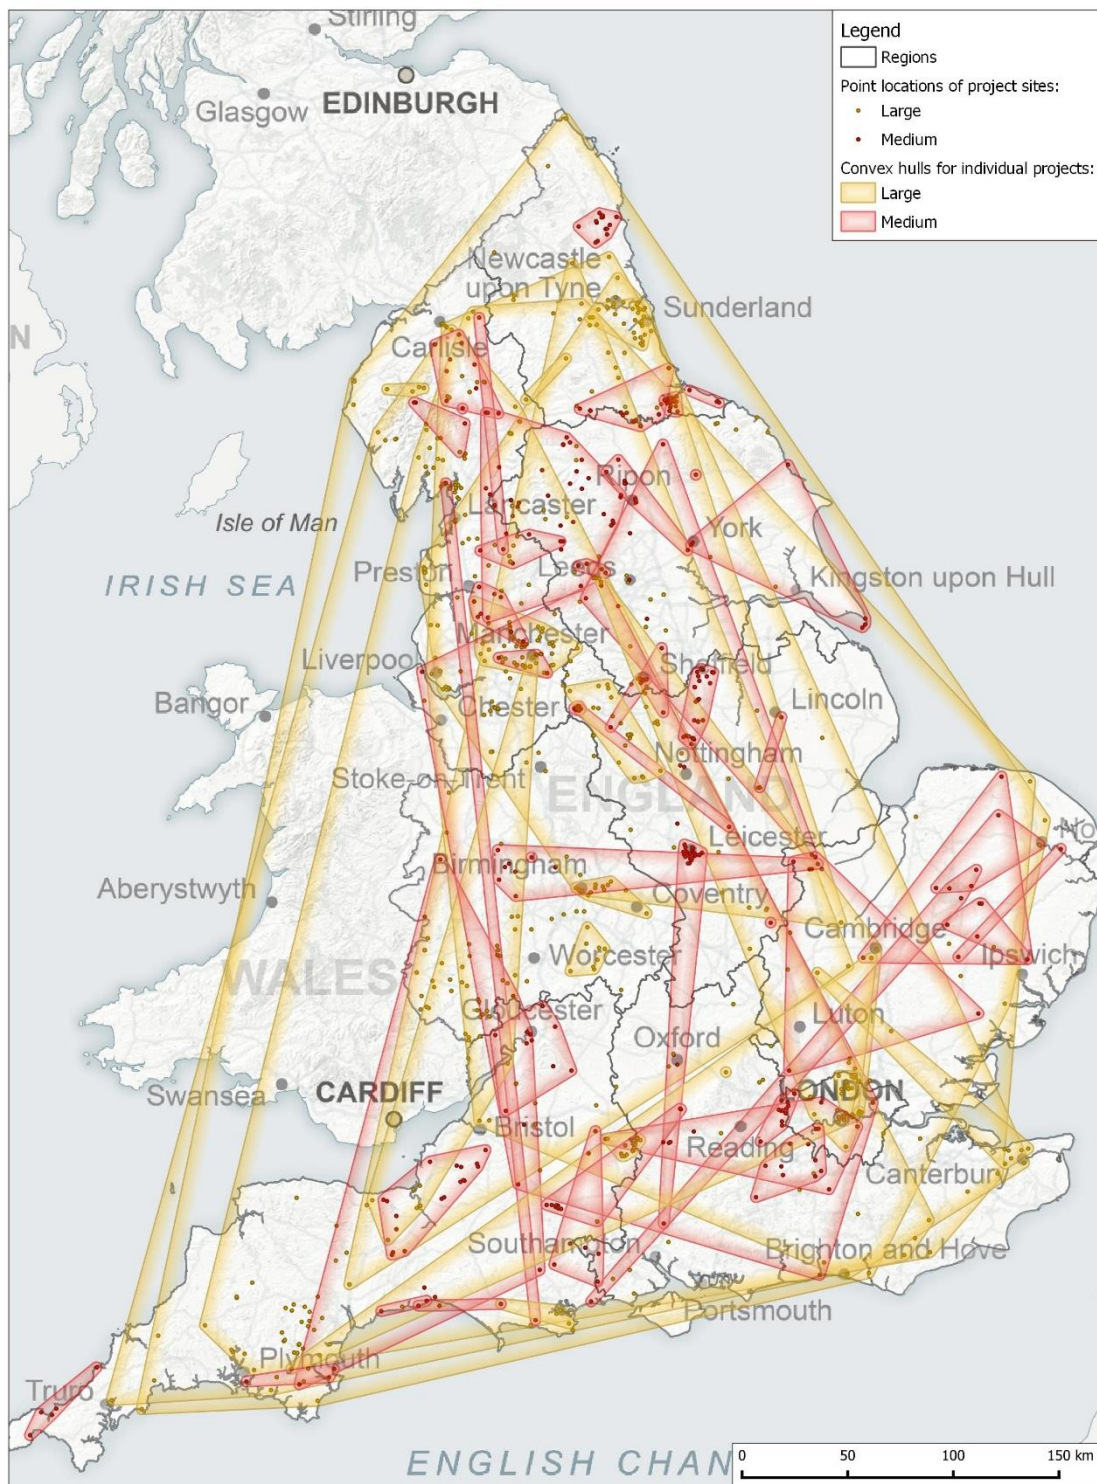 Stirling
Glasgow
EDINBURGH
Legend
Regions
Point locations of project sites:
Large
Medium
Convex hulls for individual projects:
Large
Medium
Newcastle
upon Tyne
Sunderland
N
Carlisle
Ripon
Lancaster
Isle of Man
York
IRISH SEA
Preston
Leeds
Kingston upon Hull
Manchester
Liverpool
Sheffield
Bangor
Chester
Lincoln
Nottingham
Stoke-on-Trent
ENGLAND
No
Leicester
Birmingham
Aberystwyth
Coventry
Cambridge
Worcester
Ipswich
WALES
Gloucester
Luton
Oxford
Swansea
CARDIFF
LONDON
Bristol
Reading
Canterbury
Southampton
Brighton and Hove
Portsmouth
Plymouth
Truro
ENGLISH CHAN
0 50 100 150 km